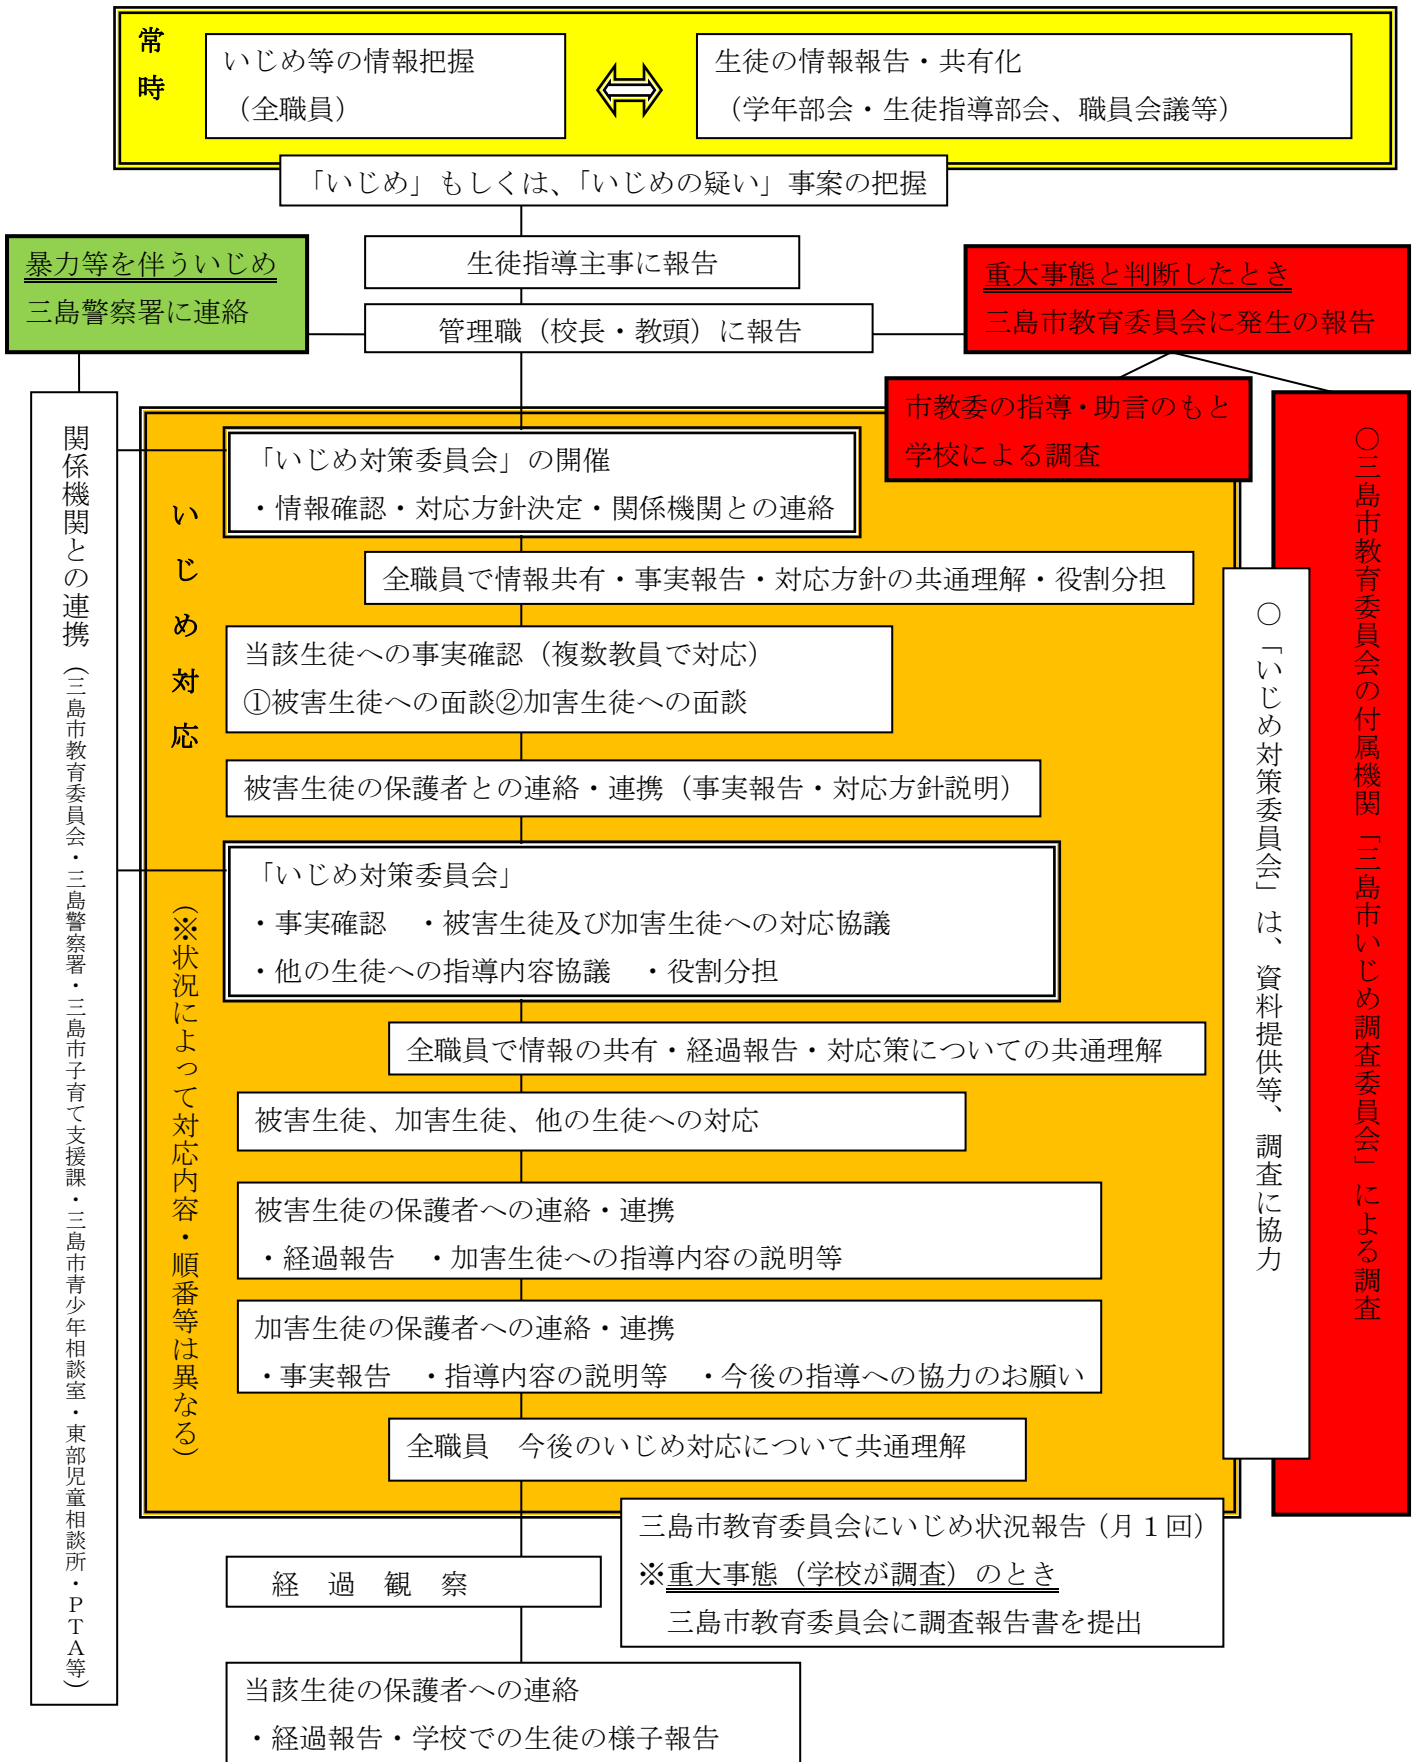 常時
いじめ等の情報把握
（全職員）
生徒の情報報告・共有化
（学年部会・生徒指導部会、職員会議等）
「いじめ」もしくは、「いじめの疑い」事案の把握
生徒指導主事に報告
管理職（校長・教頭）に報告
暴力等を伴ういじめ
三島警察署に連絡
重大事態と判断したとき
三島市教育委員会に発生の報告
市教委の指導・助言のもと
学校による調査
〇三島市教育委員会の付属機関「三島市いじめ調査委員会」による調査
〇「いじめ対策委員会」は、資料提供等、調査に協力
関係機関との連携（三島市教育委員会・三島警察署・三島市子育て支援課・三島市青少年相談室・東部児童相談所・PTA等）
いじめ対応
（※状況によって対応内容・順番等は異なる）
「いじめ対策委員会」の開催
・情報確認・対応方針決定・関係機関との連絡
全職員で情報共有・事実報告・対応方針の共通理解・役割分担
当該生徒への事実確認（複数教員で対応）
①被害生徒への面談②加害生徒への面談
被害生徒の保護者との連絡・連携（事実報告・対応方針説明）
「いじめ対策委員会」
・事実確認　・被害生徒及び加害生徒への対応協議
・他の生徒への指導内容協議　・役割分担
全職員で情報の共有・経過報告・対応策についての共通理解
被害生徒、加害生徒、他の生徒への対応
被害生徒の保護者への連絡・連携
・経過報告　・加害生徒への指導内容の説明等
加害生徒の保護者への連絡・連携
・事実報告　・指導内容の説明等　・今後の指導への協力のお願い
全職員　今後のいじめ対応について共通理解
三島市教育委員会にいじめ状況報告（月１回）
※重大事態（学校が調査）のとき
三島市教育委員会に調査報告書を提出
経　過　観　察
当該生徒の保護者への連絡
・経過報告・学校での生徒の様子報告